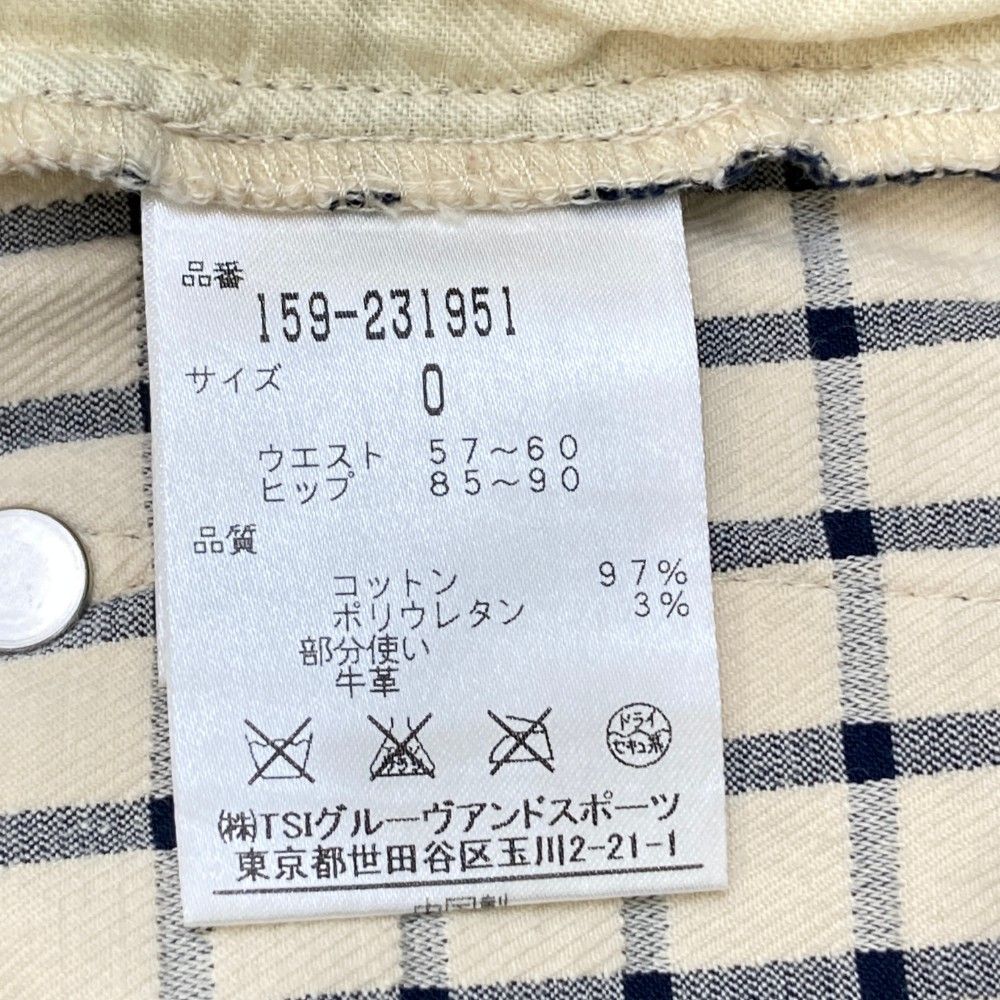 品番
159-231951
サイズ 0
ウエスト 57～60
ヒップ 85～90
品質
コットン 97%
ポリウレタン 3%
部分使い
牛革
ドライ
セキユ系
㈱TSIグルーヴアンドスポーツ
東京都世田谷区玉川2-21-1